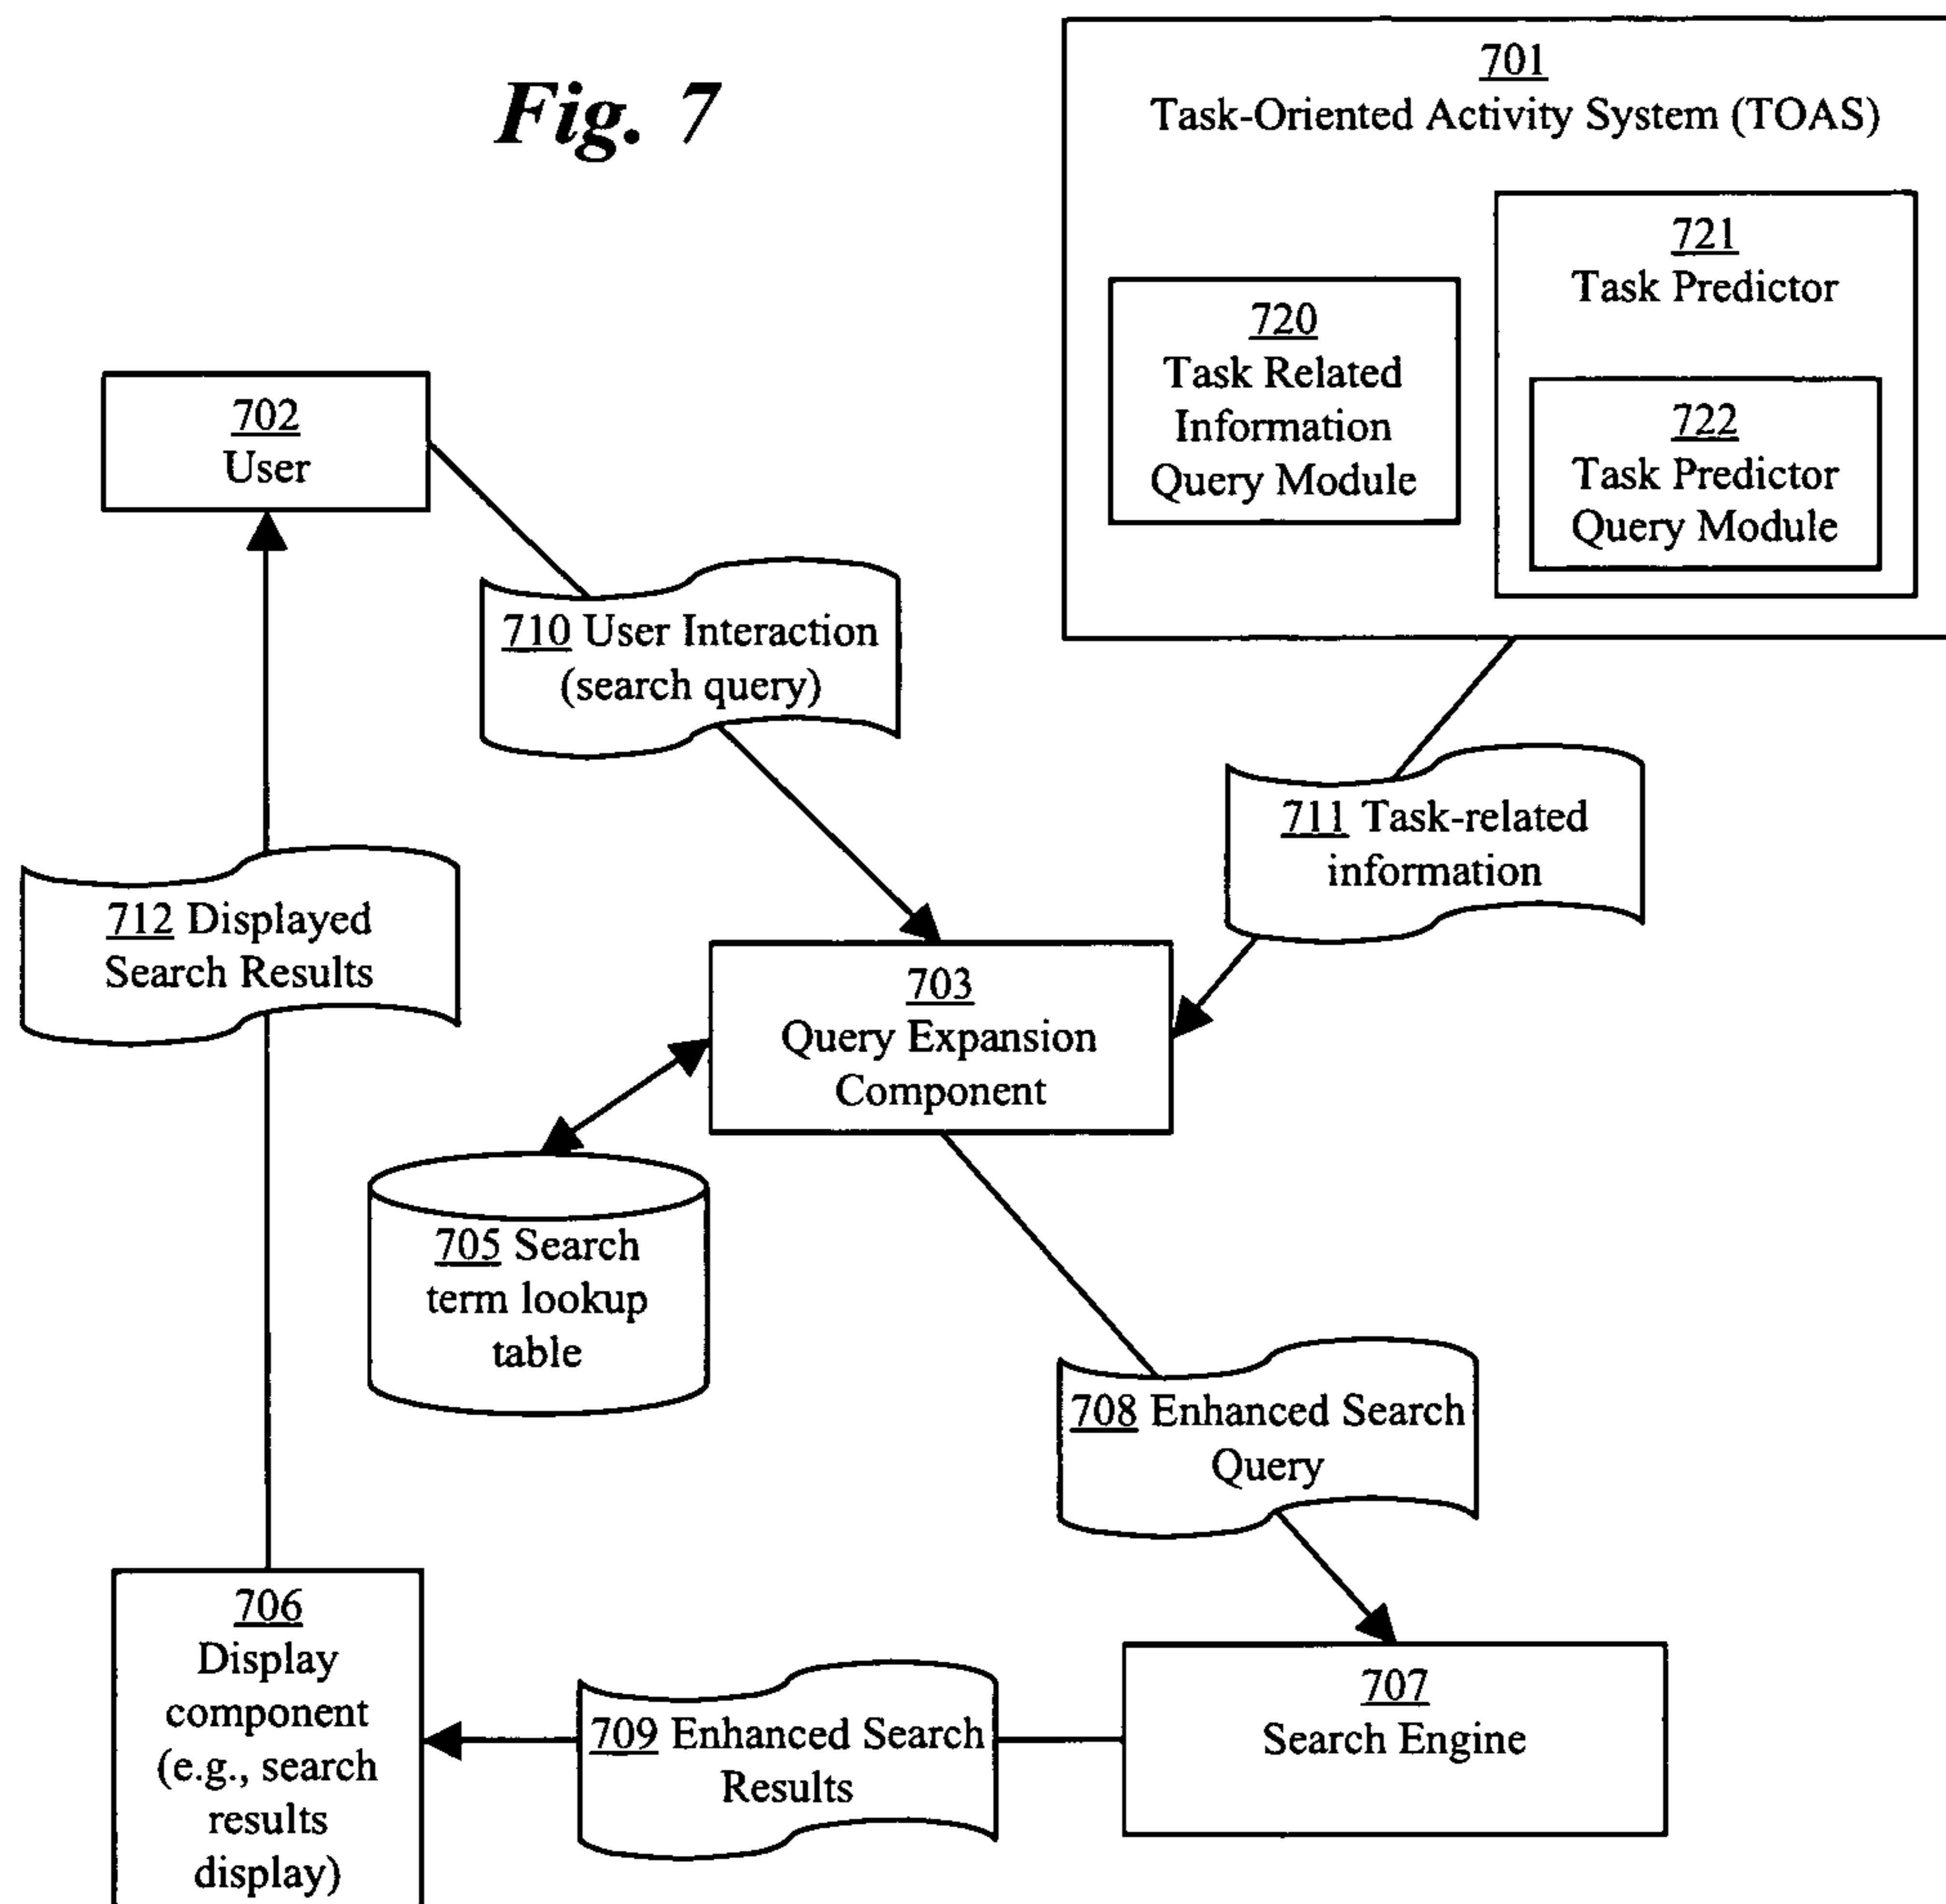 Fig. 7
701
Task-Oriented Activity System (TOAS)
721
Task Predictor
720
Task Related
Information
Query Module
722
Task Predictor
Query Module
702
User
710 User Interaction
(search query)
711 Task-related
information
712 Displayed
Search Results
703
Query Expansion
Component
705 Search
term lookup
table
708 Enhanced Search
Query
706
Display
component
(e.g., search
results
display)
709 Enhanced Search
Results
707
Search Engine